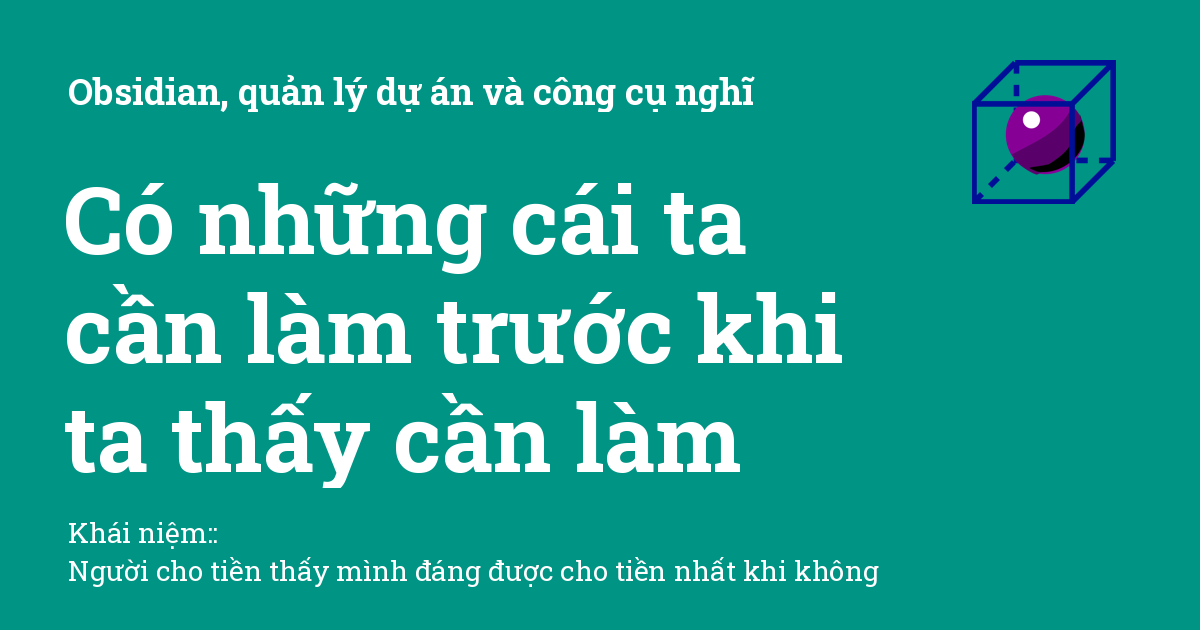 Obsidian, quản lý dự án và công cụ nghĩ
Có những cái ta
cần làm trước khi
ta thấy cần làm
Khái niệm::
Người cho tiền thấy mình đáng được cho tiền nhất khi không